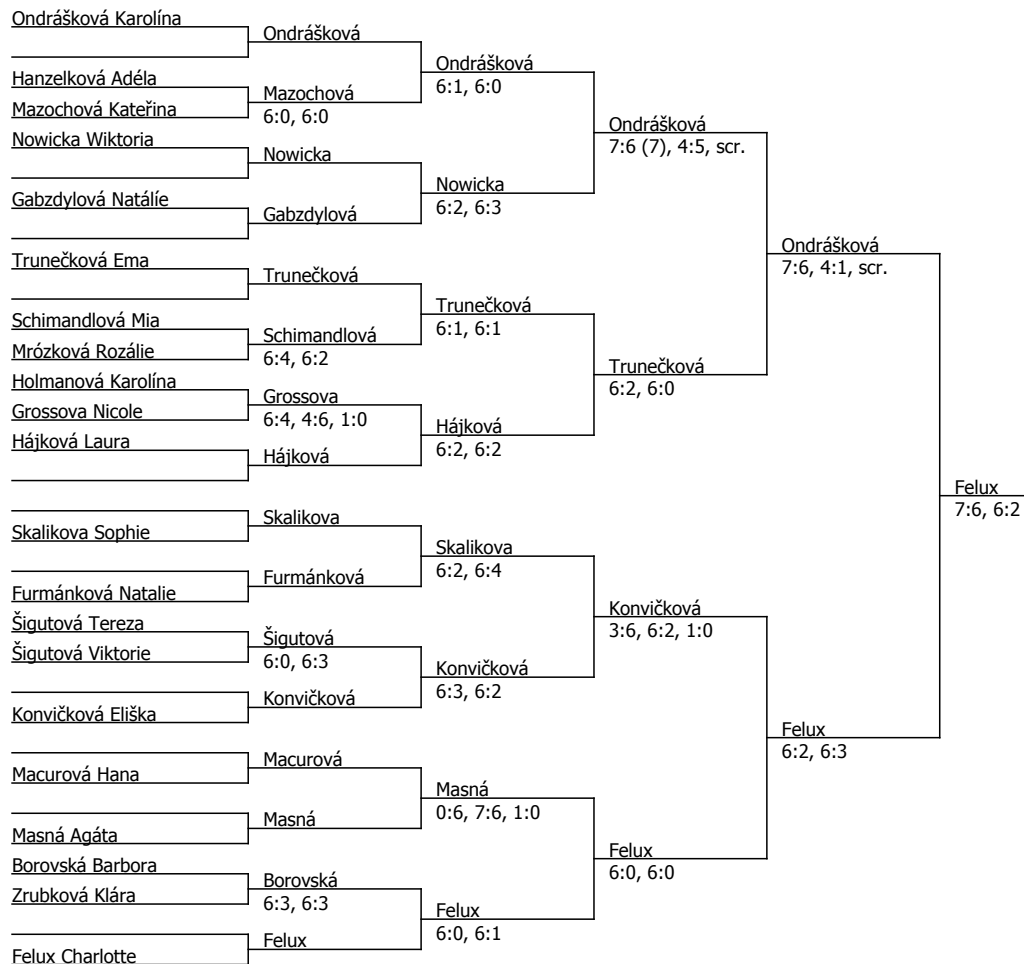 Ondrášková Karolína
Ondrášková
Ondrášková
6:1, 6:0
Hanzelková Adéla
Mazochová
6:0, 6:0
Mazochová Kateřina
Ondrášková
7:6 (7), 4:5, scr.
Nowicka Wiktoria
Nowicka
Nowicka
6:2, 6:3
Gabzdylová Natálíe
Gabzdylová
Ondrášková
7:6, 4:1, scr.
Trunečková Ema
Trunečková
Trunečková
6:1, 6:1
Schimandlová Mia
Schimandlová
6:4, 6:2
Mrózková Rozálie
Trunečková
6:2, 6:0
Holmanová Karolína
Grossova
6:4, 4:6, 1:0
Grossova Nicole
Hájková
6:2, 6:2
Hájková Laura
Hájková
Felux
7:6, 6:2
Skalikova
Skalikova Sophie
Skalikova
6:2, 6:4
Furmánková
Furmánková Natalie
Konvičková
3:6, 6:2, 1:0
Šigutová Tereza
Šigutová
6:0, 6:3
Šigutová Viktorie
Konvičková
6:3, 6:2
Konvičková
Konvičková Eliška
Felux
6:2, 6:3
Macurová
Macurová Hana
Masná
0:6, 7:6, 1:0
Masná
Masná Agáta
Felux
6:0, 6:0
Borovská Barbora
Borovská
6:3, 6:3
Zrubková Klára
Felux
6:0, 6:1
Felux
Felux Charlotte